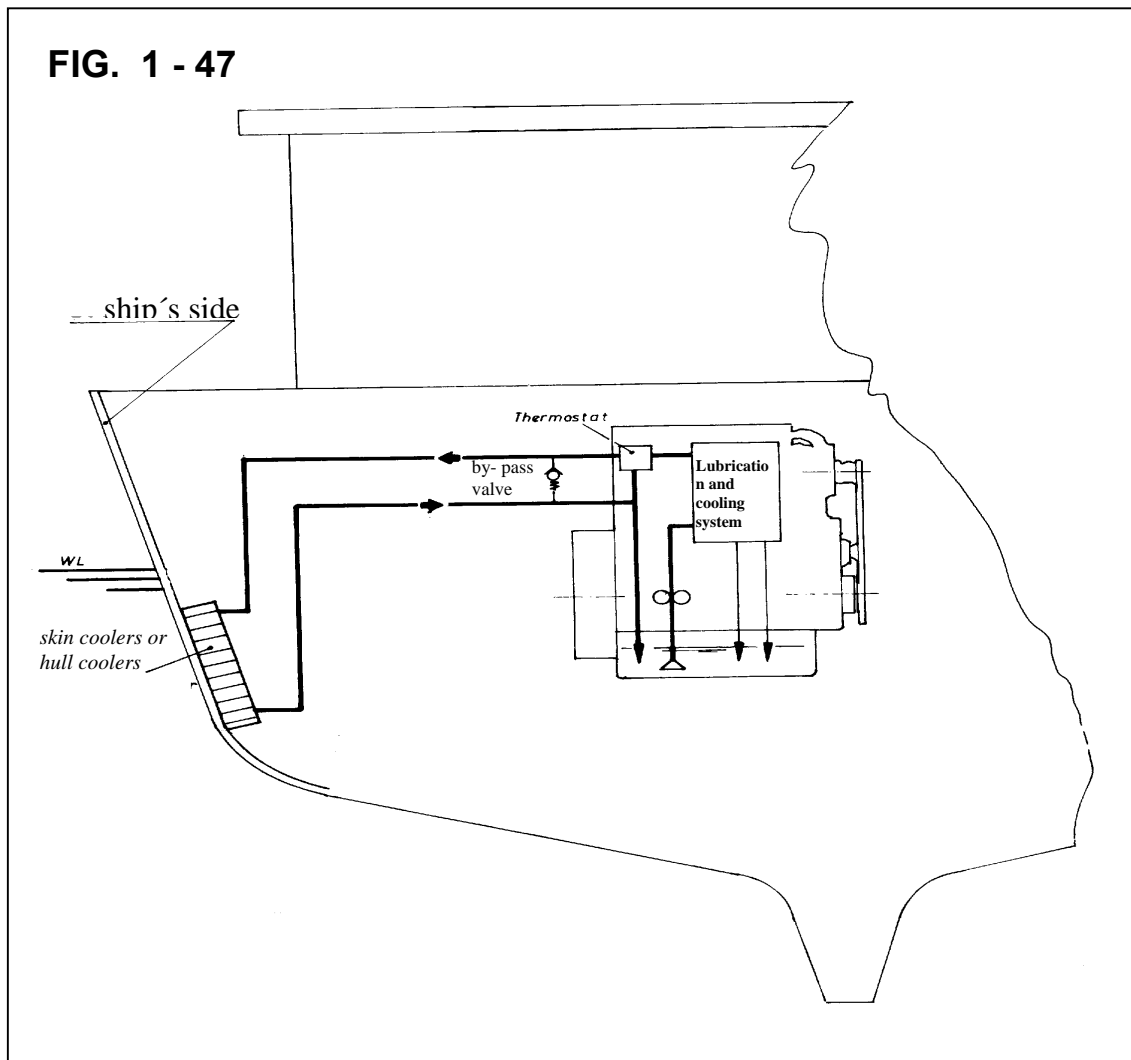 FIG. 1 - 47
ship´s side
Thermostat
by- pass
valve
Lubricatio
n and
cooling
system
WL
skin coolers or
hull coolers